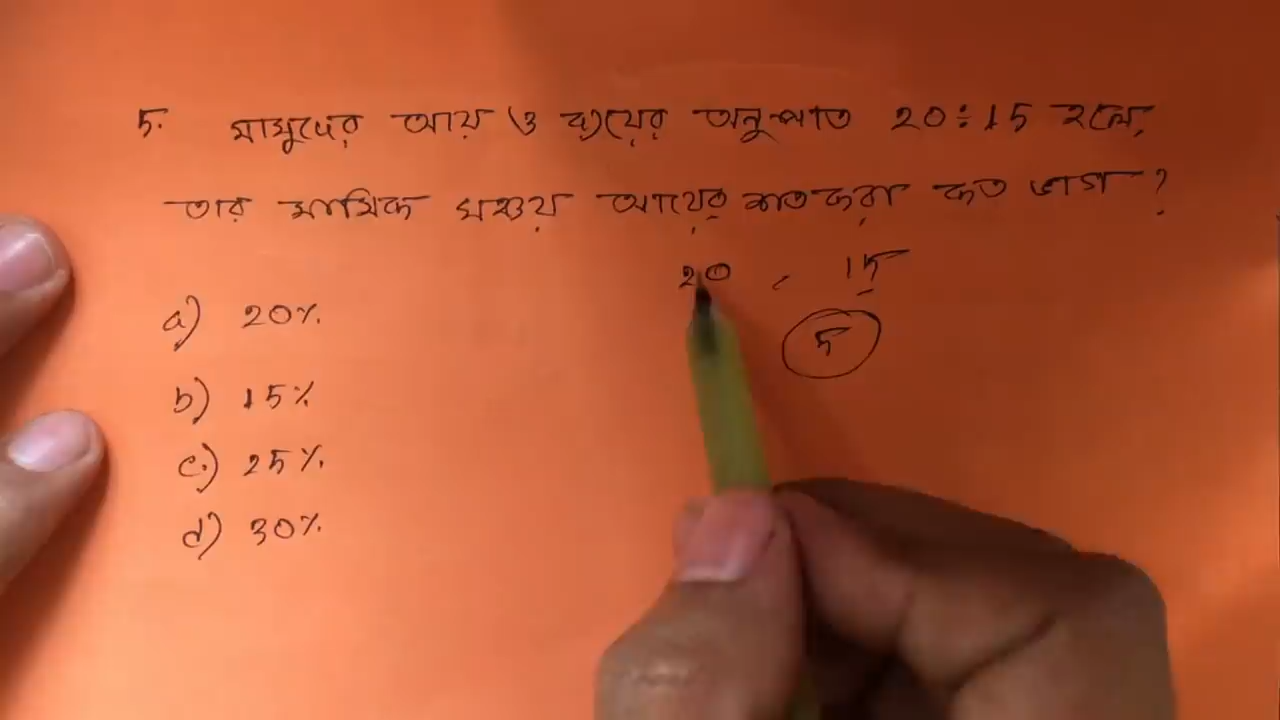 5. মাসুদের আয় ও ব্যয়ের অনুপাত 20:15 হলে,
তার মাসিক সঞ্চয় আয়ের শতকরা কত ভাগ ?
20 , 15
5
a) 20%
b) 15%
c) 25%
d) 30%